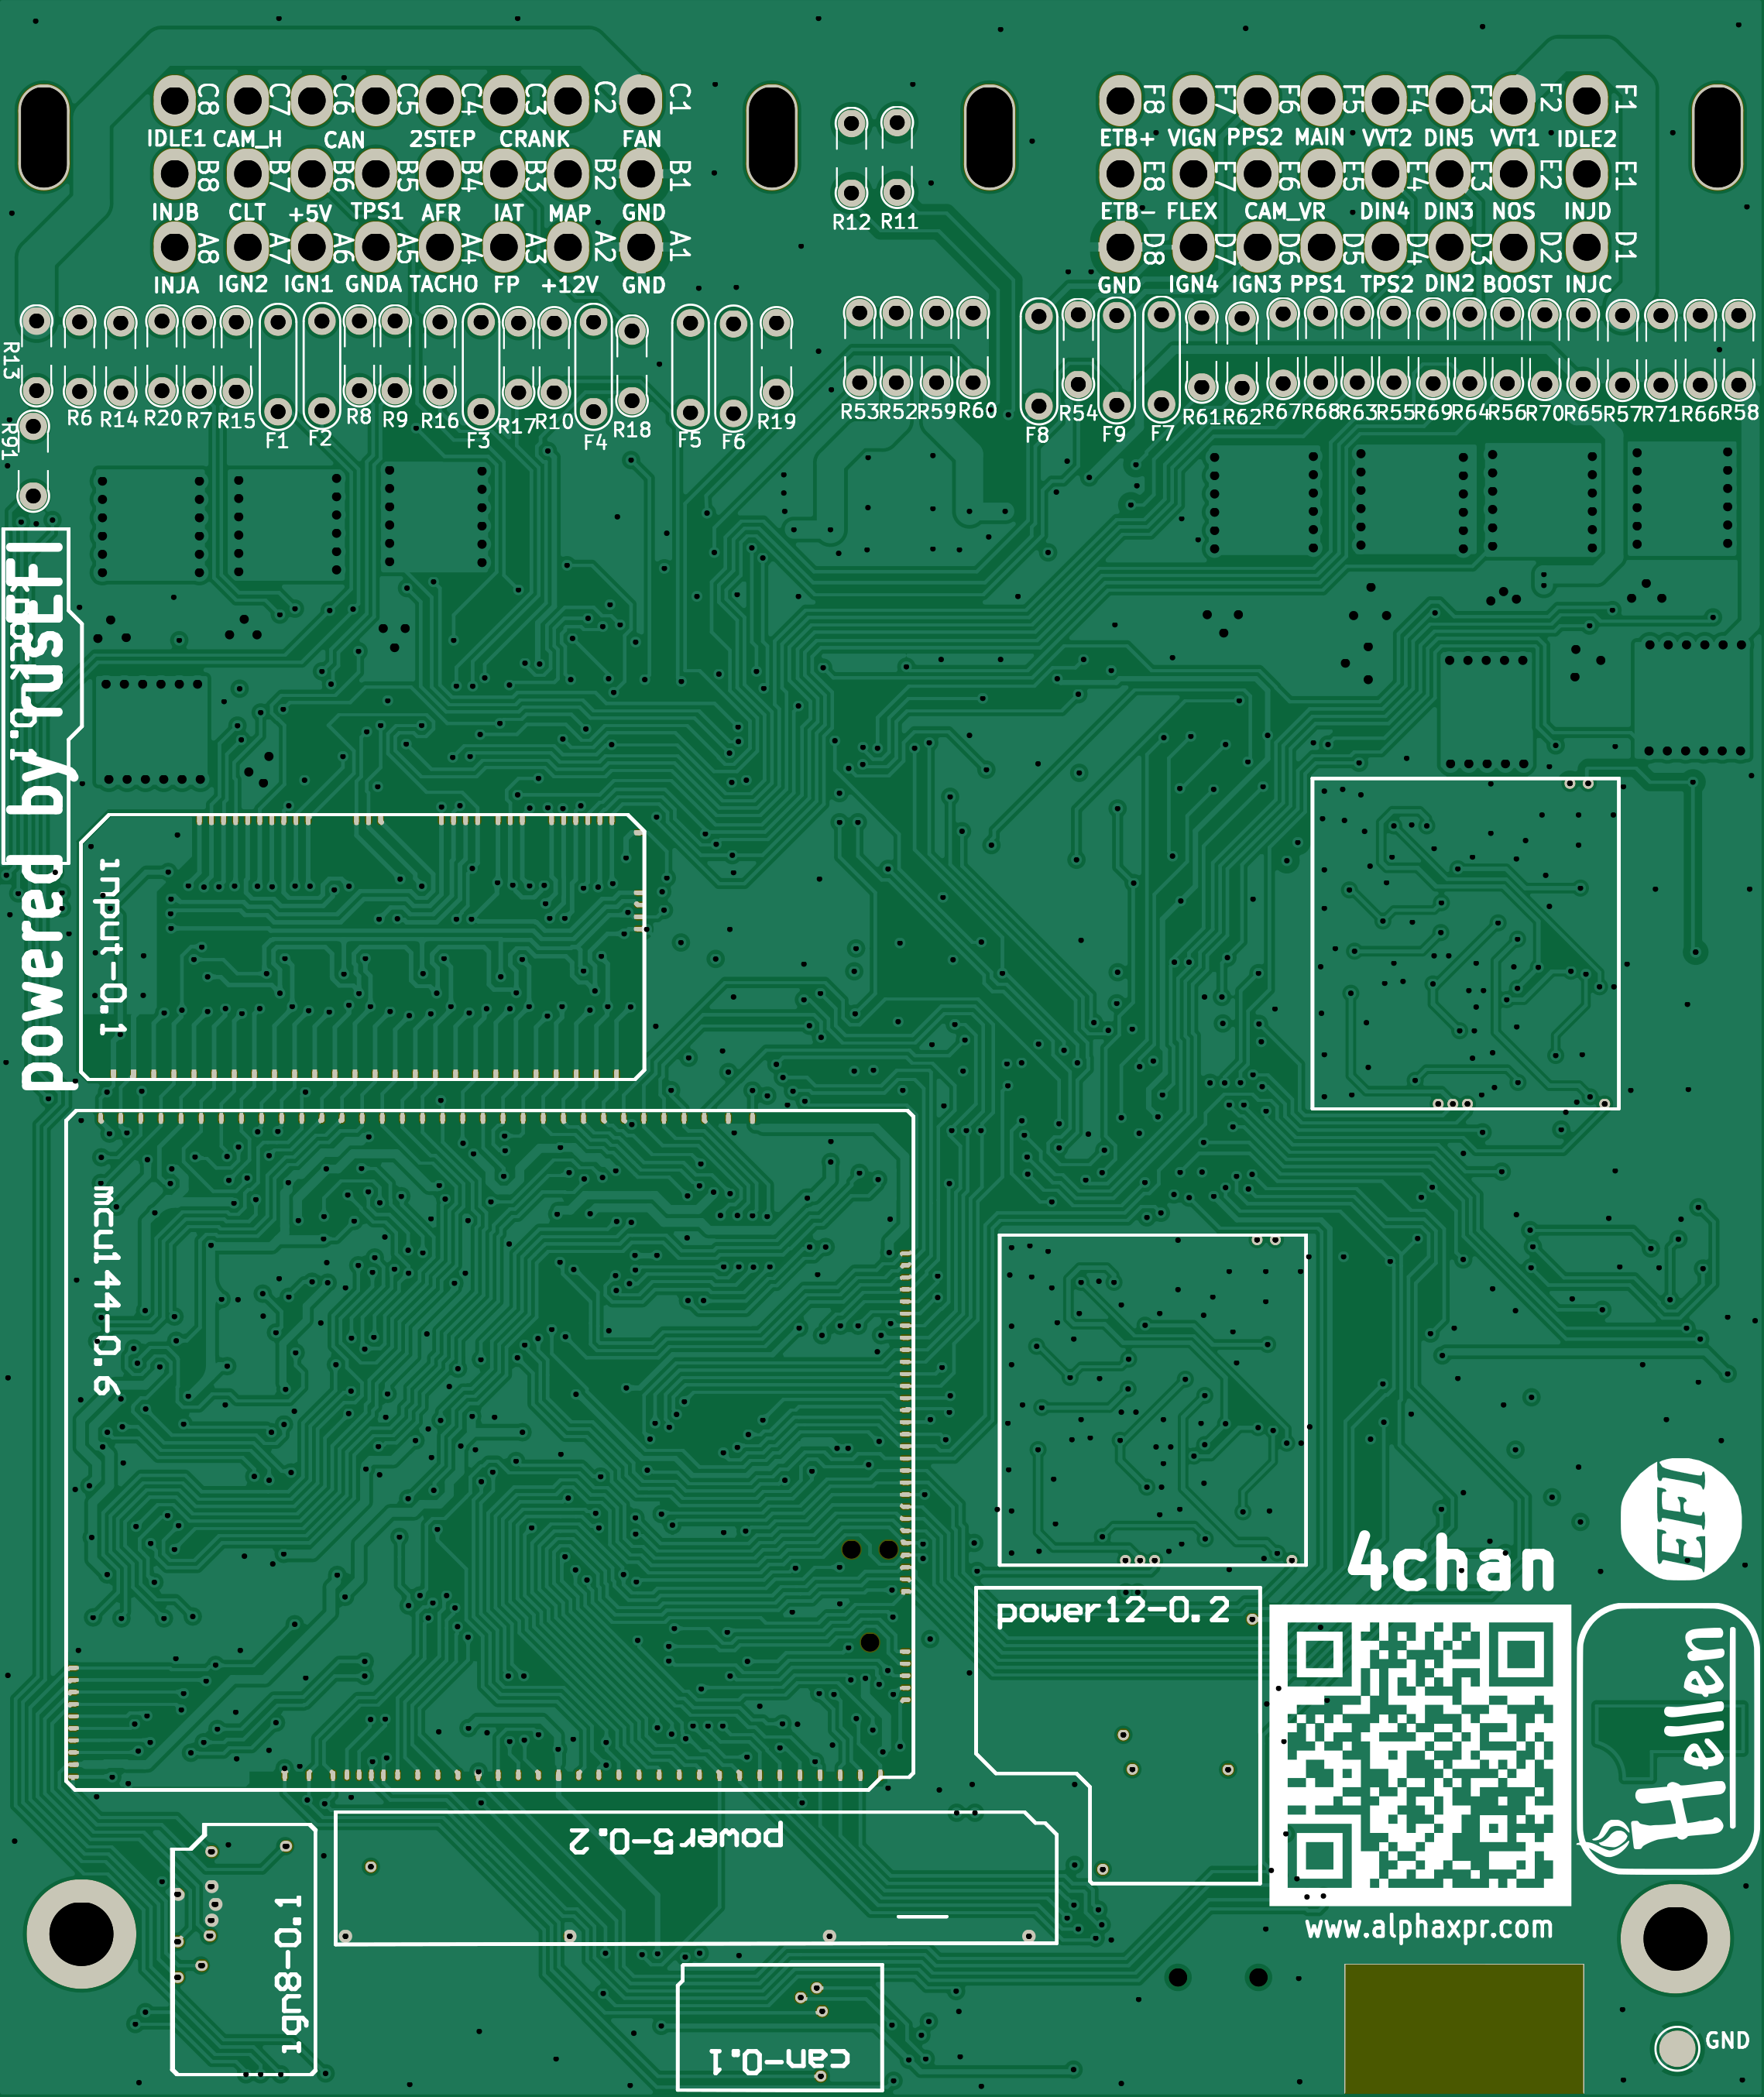 C8 C7 C6 C5 C4 C3 C2 C1
IDLE1 CAM_H CAN 2STEP CRANK FAN
B8 B7 B6 B5 B4 B3 B2 B1
INJB CLT +5V TPS1 AFR IAT MAP GND
A8 A7 A6 A5 A4 A3 A2 A1
INJA IGN2 IGN1 GNDA TACHO FP +12V GND
R12 R11
F8 F7 F6 F5 F4 F3 F2 F1
ETB+ VIGN PPS2 MAIN VVT2 DIN5 VVT1 IDLE2
E8 E7 E6 E5 E4 E3 E2 E1
ETB- FLEX CAM_VR DIN4 DIN3 NOS INJD
D8 D7 D6 D5 D4 D3 D2 D1
GND IGN4 IGN3 PPS1 TPS2 DIN2 BOOST INJC
R13 R6 R14 R20 R7 R15 F1 F2 R8 R9 R16 F3 R17 R10 F4 R18 F5 F6 R19
R53 R52 R59 R60 F8 R54 F9 F7 R61 R62 R67 R68 R63 R55 R69 R64 R56 R70 R65 R57 R71 R66 R58
R91
powered by rusEFI
input-0.1
mcu144-0.6
EFI
4chan
power12-0.2
Hellen
1
power5-0.2
ign8-0.1
www.alphaxpr.com
can-0.1
GND